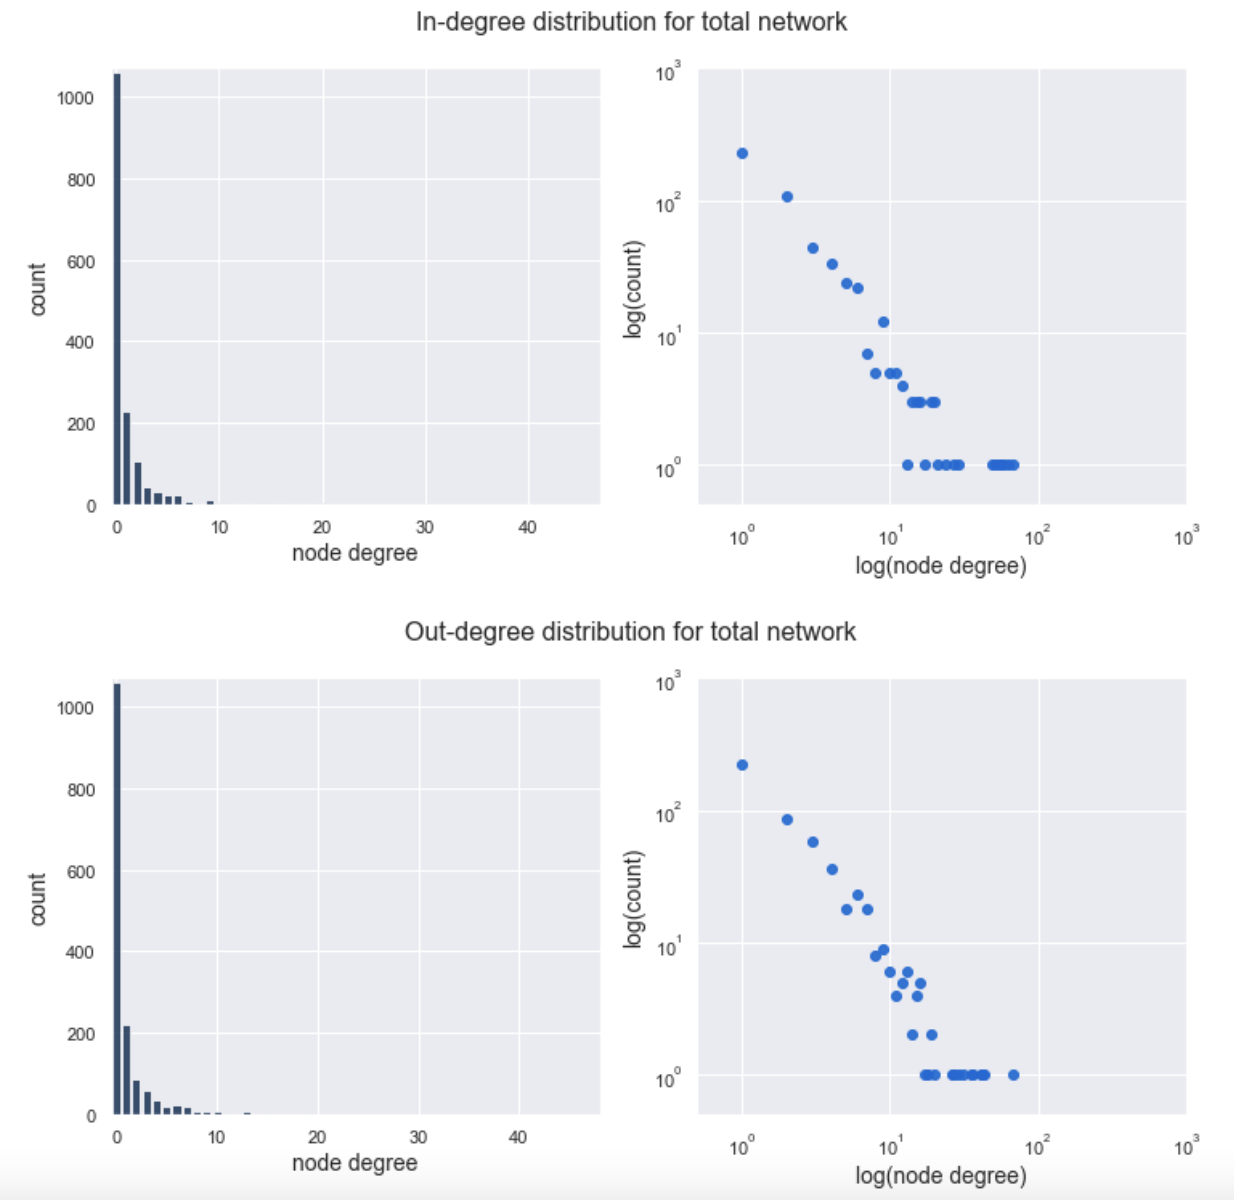 In-degree distribution for total network
1000
800
600
400
200
0
count
0 10 20 30 40
node degree
10³
10²
10¹
10⁰
log(count)
10⁰ 10¹ 10² 10³
log(node degree)
Out-degree distribution for total network
1000
800
600
400
200
0
count
0 10 20 30 40
node degree
10³
10²
10¹
10⁰
log(count)
10⁰ 10¹ 10² 10³
log(node degree)